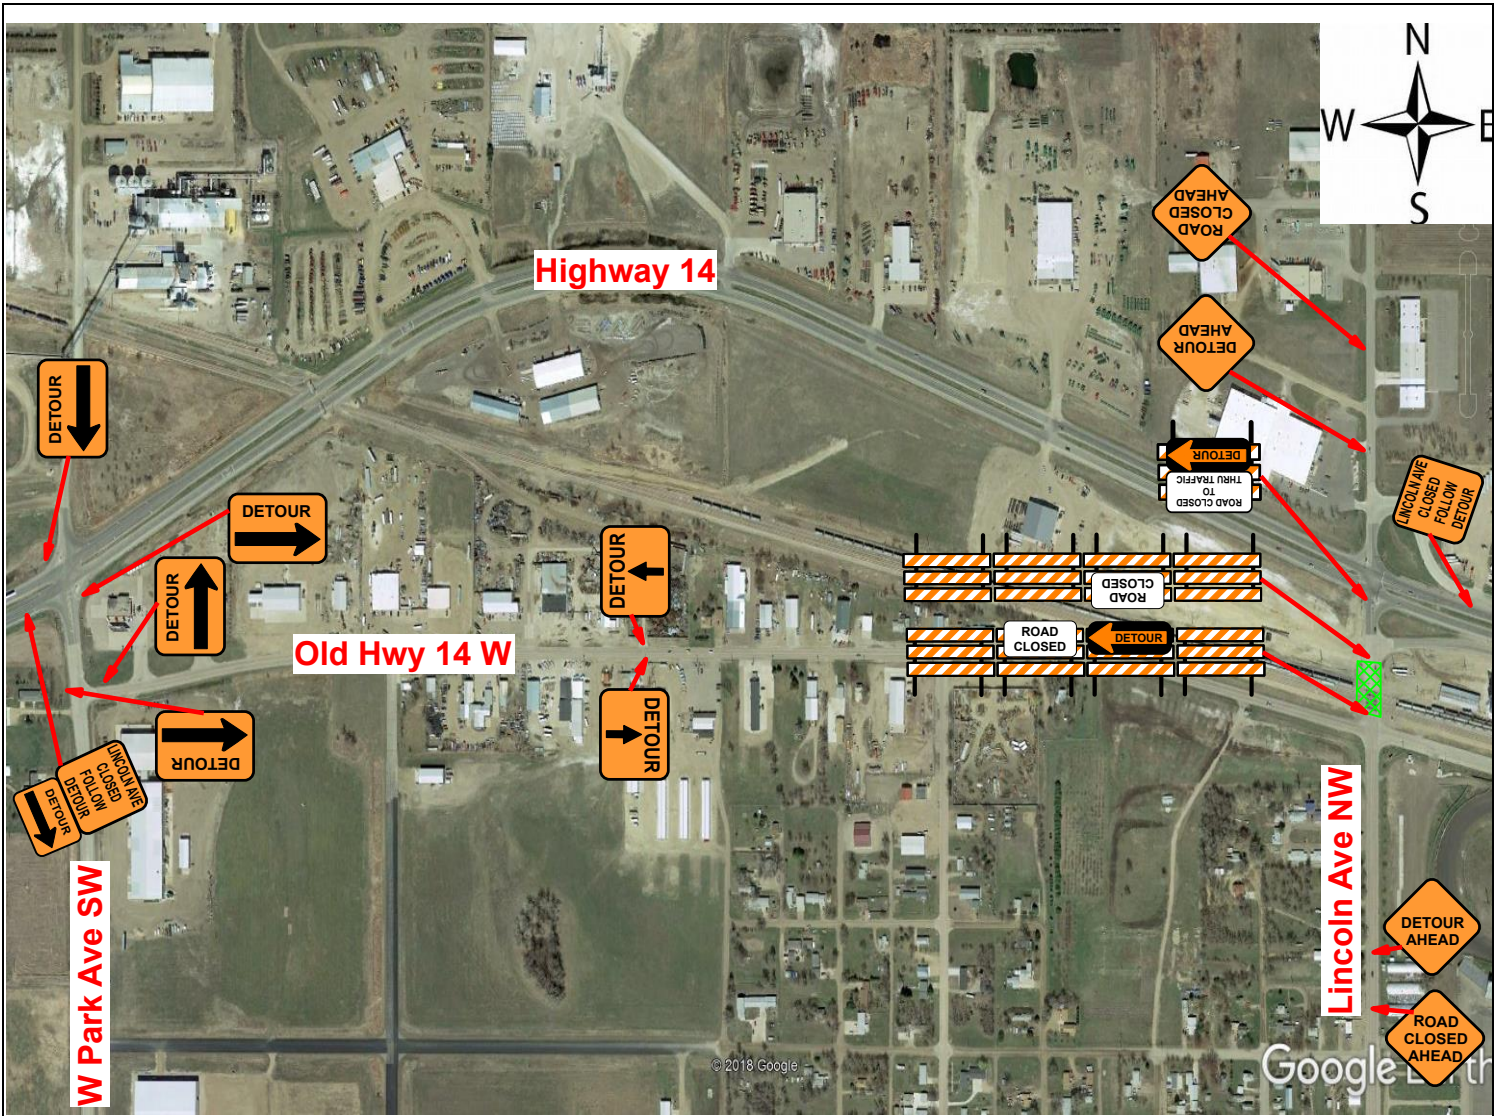 N
W
E
S
ROAD
CLOSED
AHEAD
Highway 14
DETOUR
AHEAD
DETOUR
DETOUR
ROAD CLOSED
TO
THRU TRAFFIC
LINCOLN AVE
CLOSED
FOLLOW
DETOUR
DETOUR
DETOUR
DETOUR
ROAD
CLOSED
ROAD
CLOSED
DETOUR
Old Hwy 14 W
DETOUR
DETOUR
LINCOLN AVE
CLOSED
FOLLOW
DETOUR
DETOUR
W Park Ave SW
Lincoln Ave NW
DETOUR
AHEAD
ROAD
CLOSED
AHEAD
© 2018 Google
Google Earth